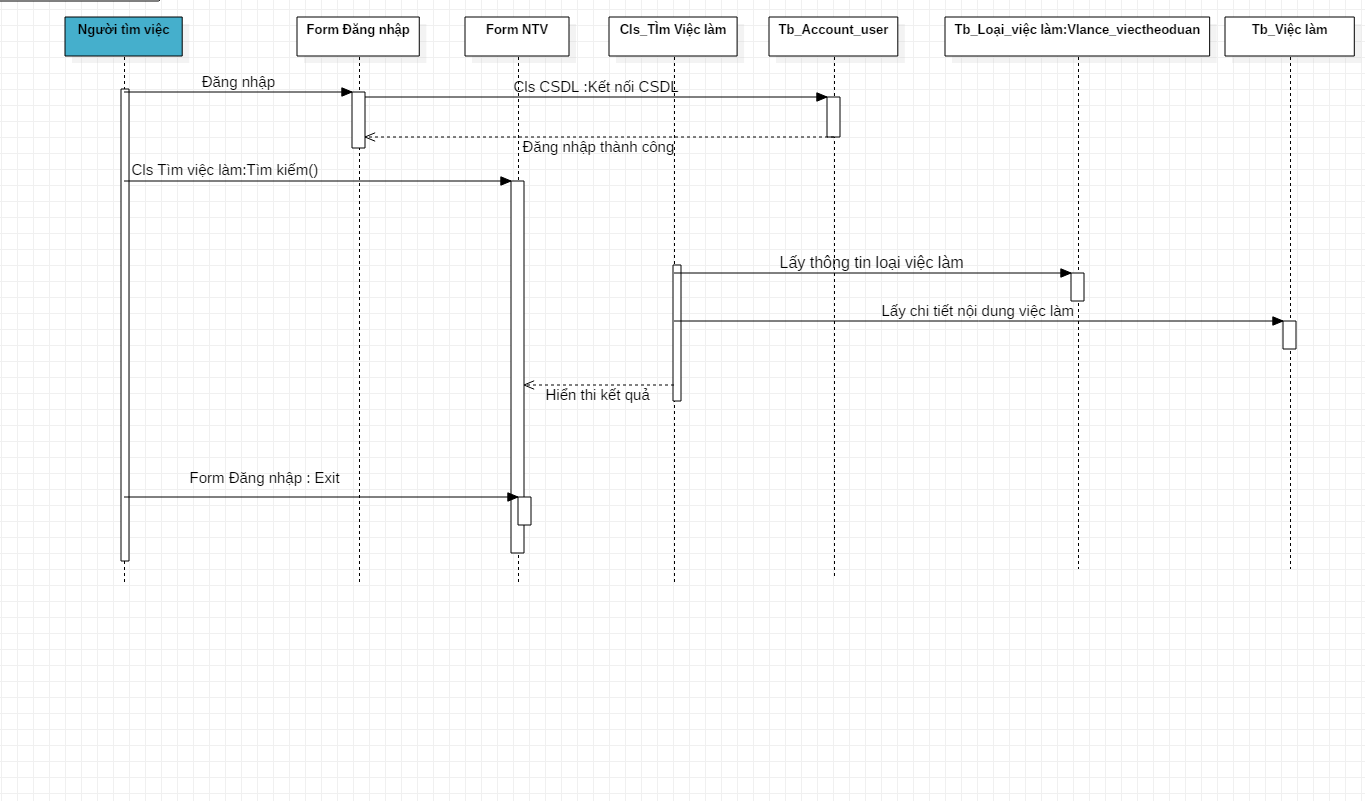 Người tìm việc
Form Đăng nhập
Form NTV
Cls_TÌm Việc làm
Tb_Account_user
Tb_Loại_việc làm:Vlance_viectheoduan
Tb_Việc làm
Đăng nhập
Cls CSDL :Kết nối CSDL
Đăng nhập thành công
Cls Tìm việc làm:Tìm kiếm()
Lấy thông tin loại việc làm
Lấy chi tiết nội dung việc làm
Hiển thi kết quả
Form Đăng nhập : Exit